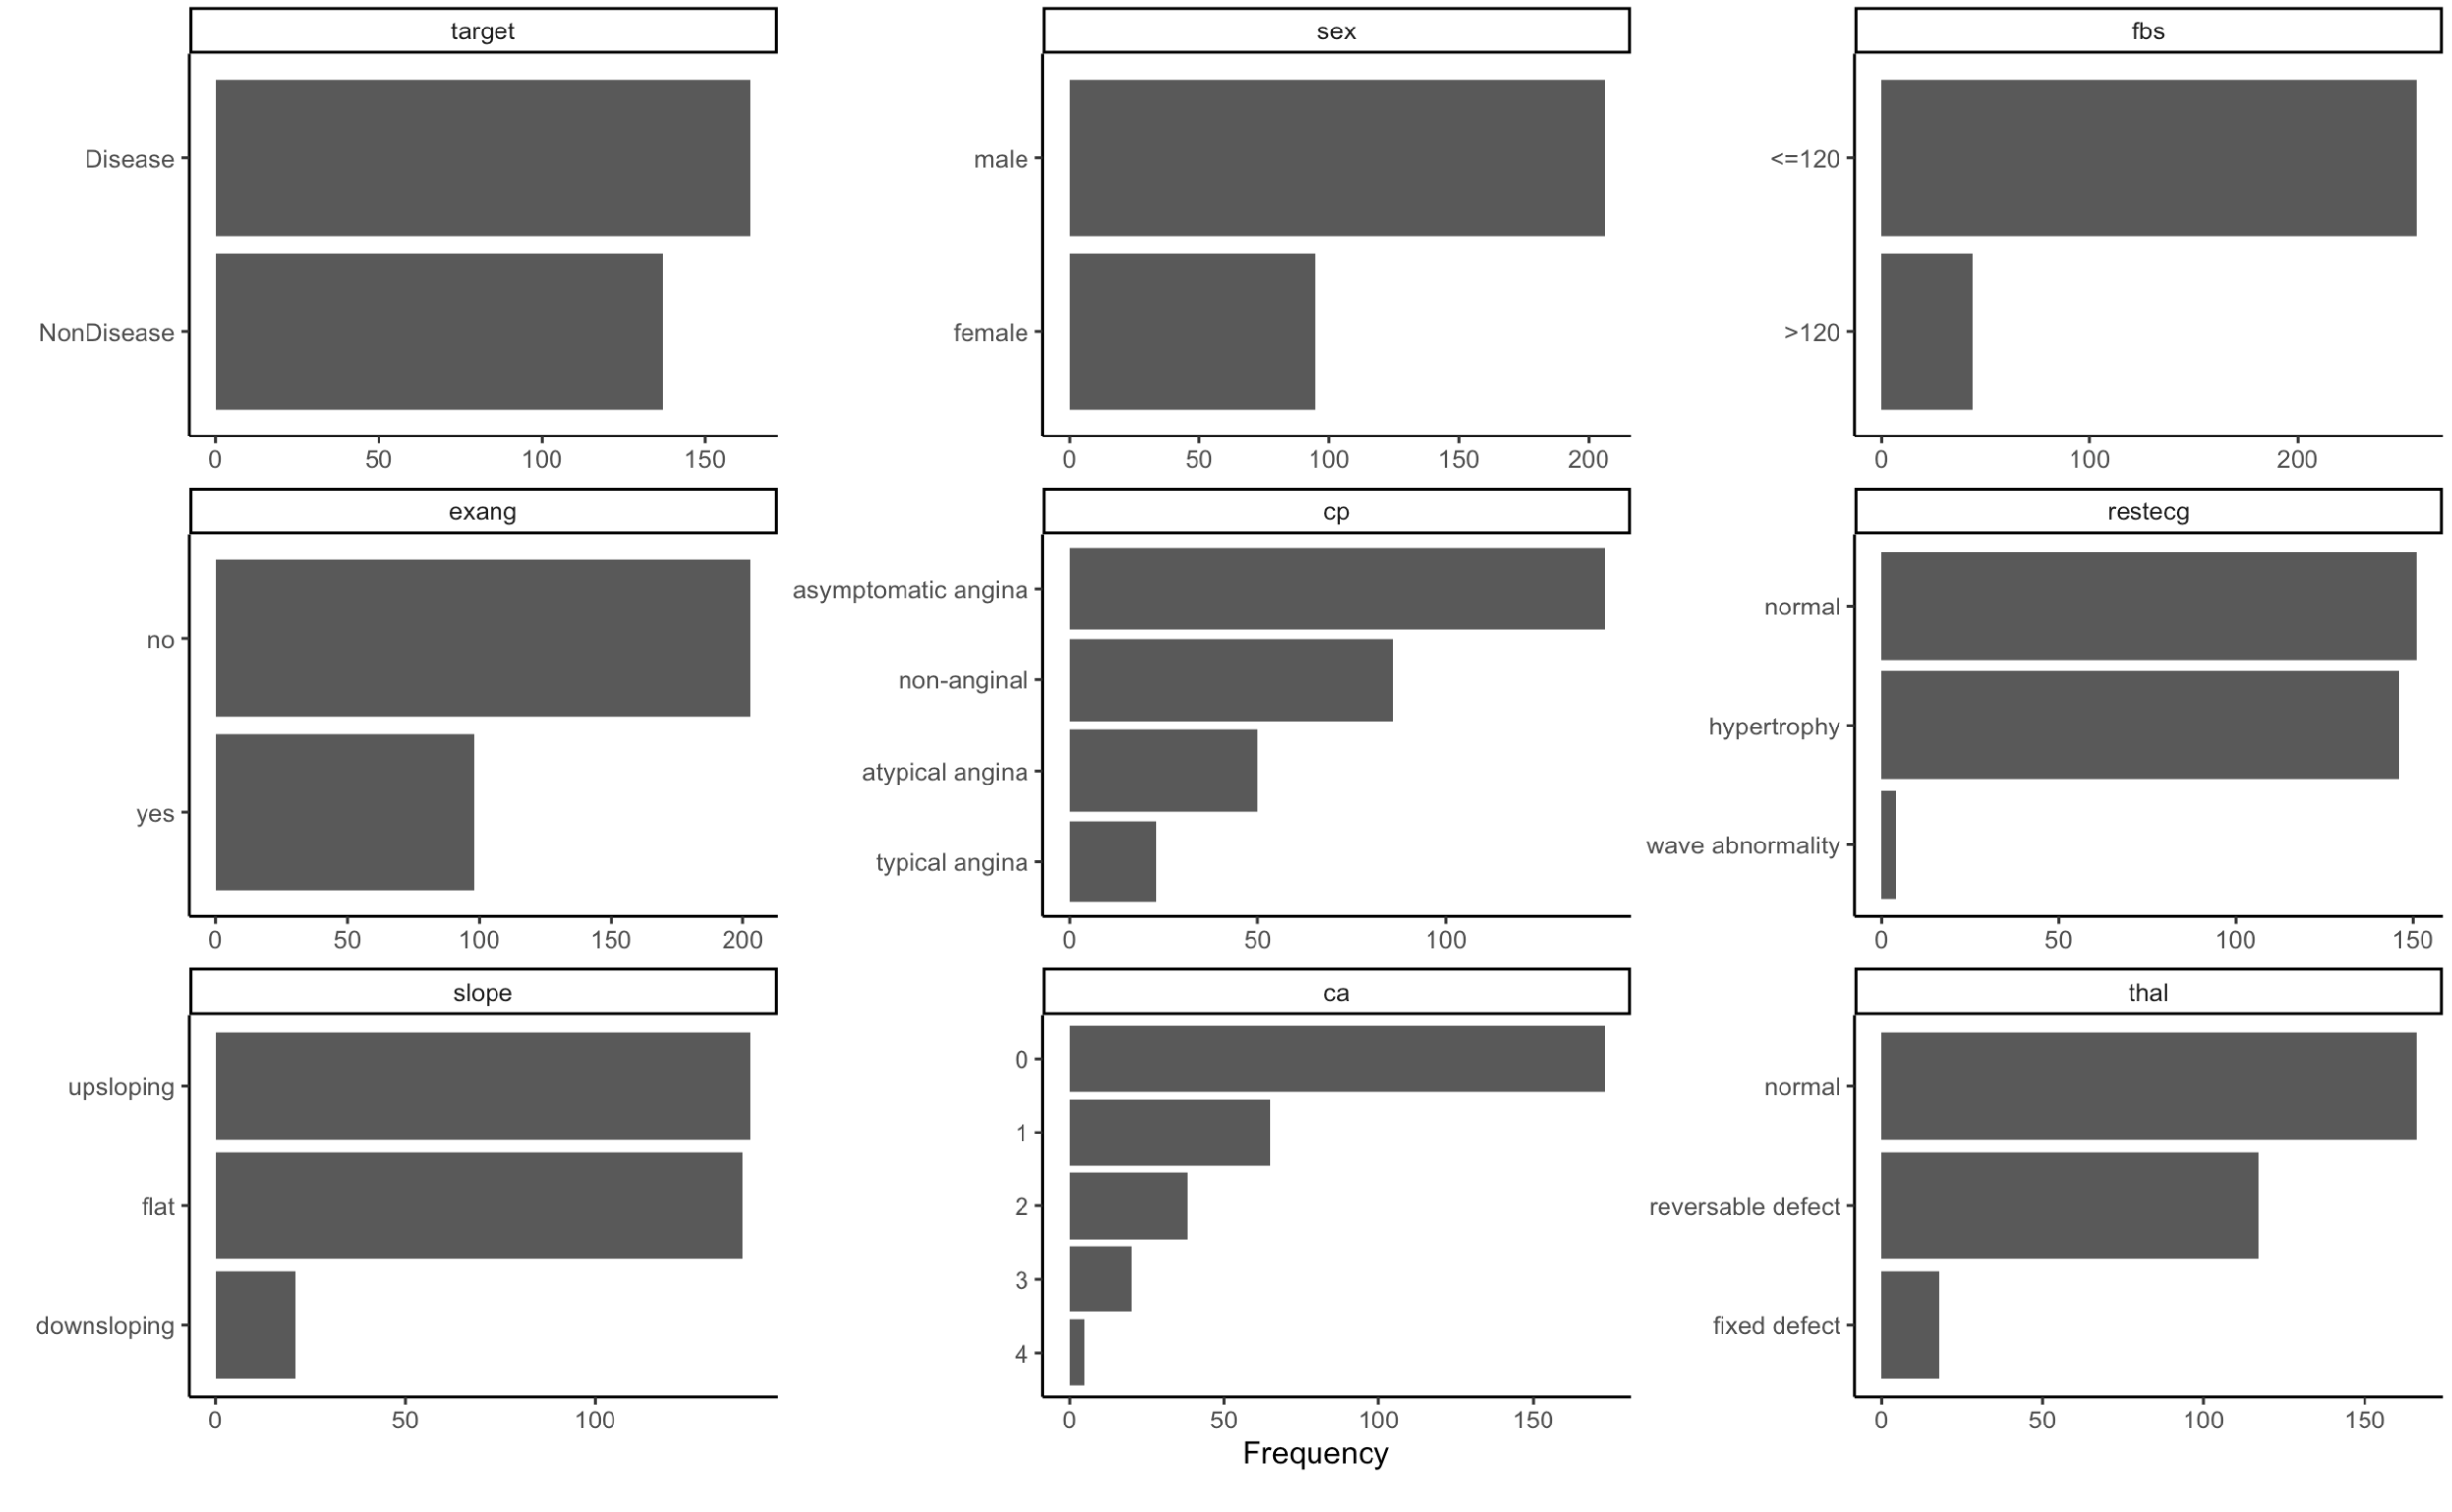 target
Disease
NonDisease
0 50 100 150
sex
male
female
0 50 100 150 200
fbs
<=120
>120
0 100 200
exang
no
yes
0 50 100 150 200
cp
asymptomatic angina
non-anginal
atypical angina
typical angina
0 50 100
restecg
normal
hypertrophy
wave abnormality
0 50 100 150
slope
upsloping
flat
downsloping
0 50 100
ca
0
1
2
3
4
0 50 100 150
thal
normal
reversable defect
fixed defect
0 50 100 150
Frequency